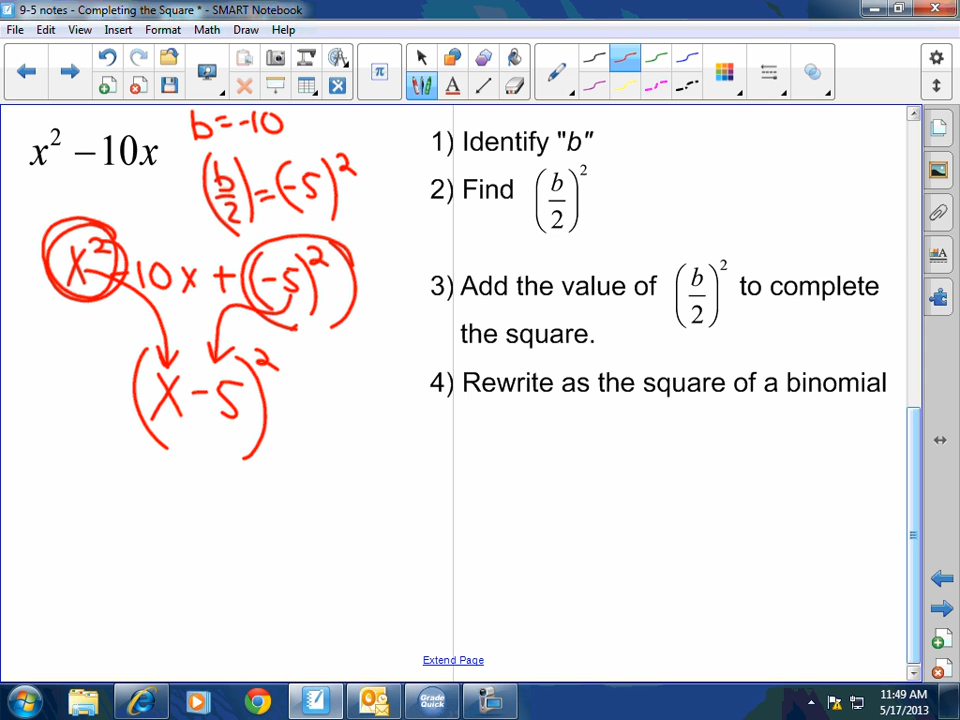 9-5 notes - Completing the Square * - SMART Notebook
File Edit View Insert Format Math Draw Help
π
x² − 10x
b = -10
(b/2) = (-5)²
x² - 10x + (-5)²
(x - 5)²
1) Identify "b"
2) Find (b/2)²
3) Add the value of (b/2)² to complete
the square.
4) Rewrite as the square of a binomial
Extend Page
Grade
Quick
11:49 AM
5/17/2013